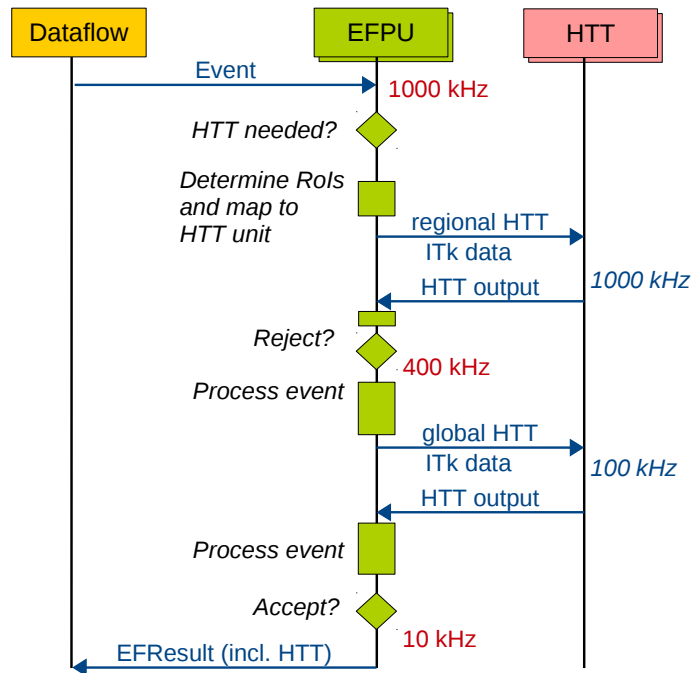 Dataflow
EFPU
HTT
Event
1000 kHz
HTT needed?
Determine RoIs
and map to
HTT unit
regional HTT
ITk data
HTT output
1000 kHz
Reject?
400 kHz
Process event
global HTT
ITk data
100 kHz
HTT output
Process event
Accept?
10 kHz
EFResult (incl. HTT)